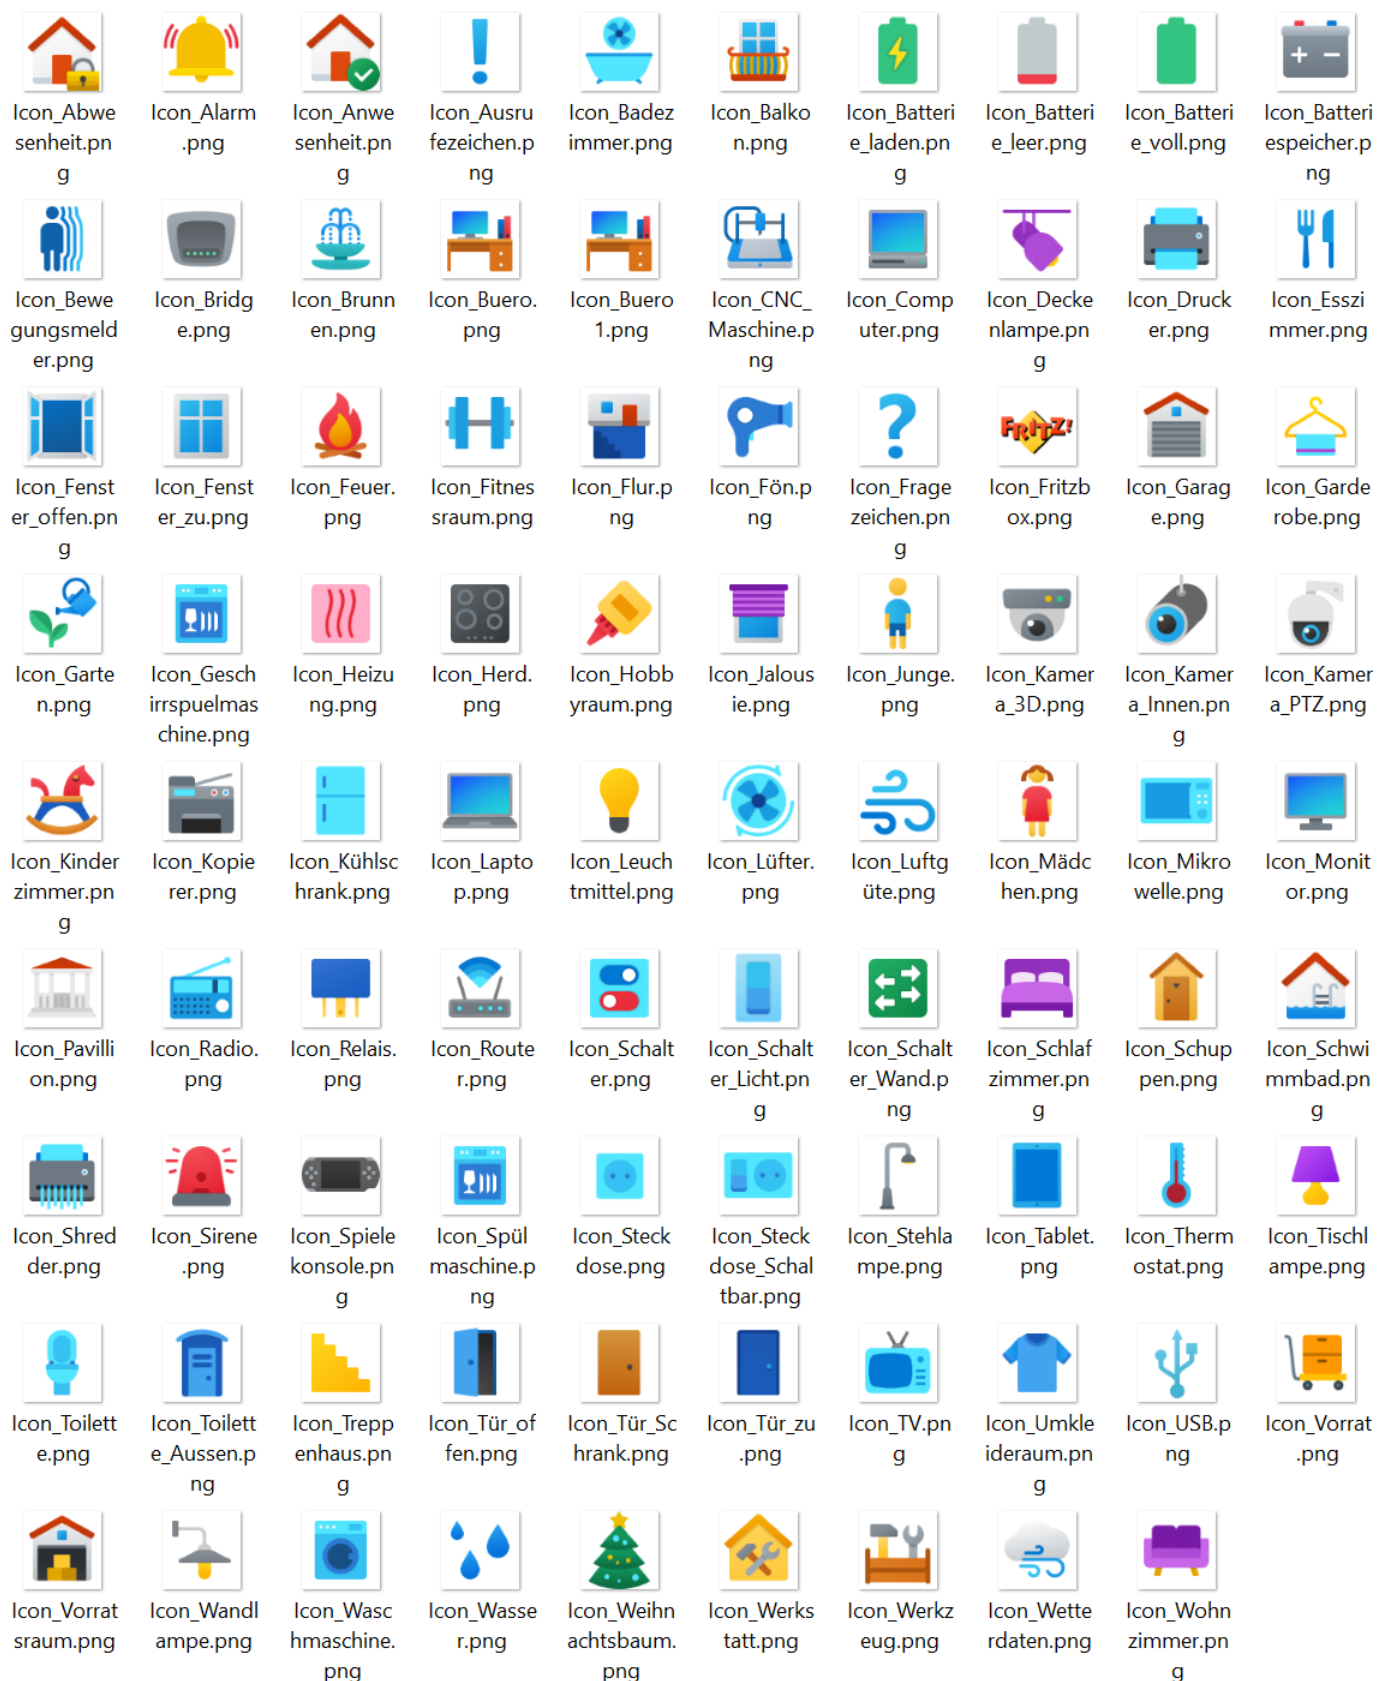 Icon_Abwe
senheit.pn
g
Icon_Alarm
.png
Icon_Anwe
senheit.pn
g
Icon_Ausru
fezeichen.p
ng
Icon_Badez
immer.png
Icon_Balko
n.png
Icon_Batteri
e_laden.pn
g
Icon_Batteri
e_leer.png
Icon_Batteri
e_voll.png
Icon_Batteri
espeicher.p
ng
Icon_Bewe
gungsmeld
er.png
Icon_Bridg
e.png
Icon_Brunn
en.png
Icon_Buero.
png
Icon_Buero
1.png
Icon_CNC_
Maschine.p
ng
Icon_Comp
uter.png
Icon_Decke
nlampe.pn
g
Icon_Druck
er.png
Icon_Esszi
mmer.png
Icon_Fenst
er_offen.pn
g
Icon_Fenst
er_zu.png
Icon_Feuer.
png
Icon_Fitnes
sraum.png
Icon_Flur.p
ng
Icon_Fön.p
ng
Icon_Frage
zeichen.pn
g
FRITZ!
Icon_Fritzb
ox.png
Icon_Garag
e.png
Icon_Garde
robe.png
Icon_Garte
n.png
Icon_Gesch
irrspuelmas
chine.png
Icon_Heizu
ng.png
Icon_Herd.
png
Icon_Hobb
yraum.png
Icon_Jalous
ie.png
Icon_Junge.
png
Icon_Kamer
a_3D.png
Icon_Kamer
a_Innen.pn
g
Icon_Kamer
a_PTZ.png
Icon_Kinder
zimmer.pn
g
Icon_Kopie
rer.png
Icon_Kühlsc
hrank.png
Icon_Lapto
p.png
Icon_Leuch
tmittel.png
Icon_Lüfter.
png
Icon_Luftg
üte.png
Icon_Mädc
hen.png
Icon_Mikro
welle.png
Icon_Monit
or.png
Icon_Pavilli
on.png
Icon_Radio.
png
Icon_Relais.
png
Icon_Route
r.png
Icon_Schalt
er.png
Icon_Schalt
er_Licht.pn
g
Icon_Schalt
er_Wand.p
ng
Icon_Schlaf
zimmer.pn
g
Icon_Schup
pen.png
Icon_Schwi
mmbad.pn
g
Icon_Shred
der.png
Icon_Sirene
.png
Icon_Spiele
konsole.pn
g
Icon_Spül
maschine.p
ng
Icon_Steck
dose.png
Icon_Steck
dose_Schal
tbar.png
Icon_Stehla
mpe.png
Icon_Tablet.
png
Icon_Therm
ostat.png
Icon_Tischl
ampe.png
Icon_Toilett
e.png
Icon_Toilett
e_Aussen.p
ng
Icon_Trepp
enhaus.pn
g
Icon_Tür_of
fen.png
Icon_Tür_Sc
hrank.png
Icon_Tür_zu
.png
Icon_TV.pn
g
Icon_Umkle
ideraum.pn
g
Icon_USB.p
ng
Icon_Vorrat
.png
Icon_Vorrat
sraum.png
Icon_Wandl
ampe.png
Icon_Wasc
hmaschine.
png
Icon_Wasse
r.png
Icon_Weihn
achtsbaum.
png
Icon_Werks
tatt.png
Icon_Werkz
eug.png
Icon_Wette
rdaten.png
Icon_Wohn
zimmer.pn
g